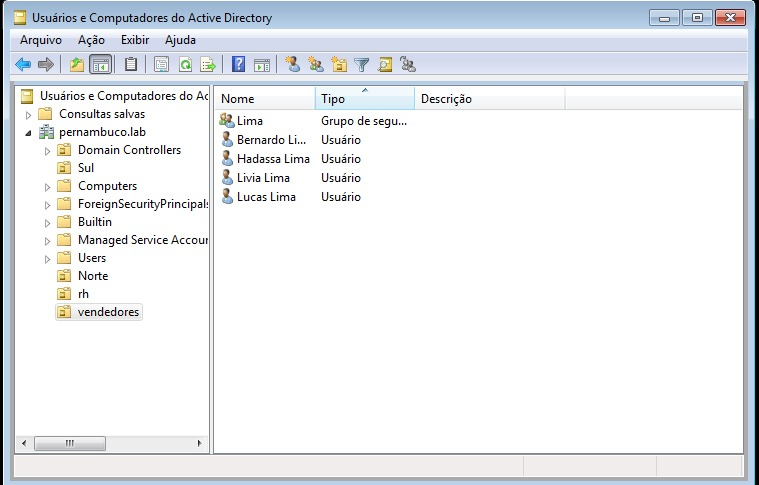 Usuários e Computadores do Active Directory
Arquivo Ação Exibir Ajuda
Usuários e Computadores do Ac
Consultas salvas
pernambuco.lab
Domain Controllers
Sul
Computers
ForeignSecurityPrincipals
Builtin
Managed Service Accour
Users
Norte
rh
vendedores
Nome Tipo Descrição
Lima Grupo de segu...
Bernardo Li... Usuário
Hadassa Lima Usuário
Livia Lima Usuário
Lucas Lima Usuário